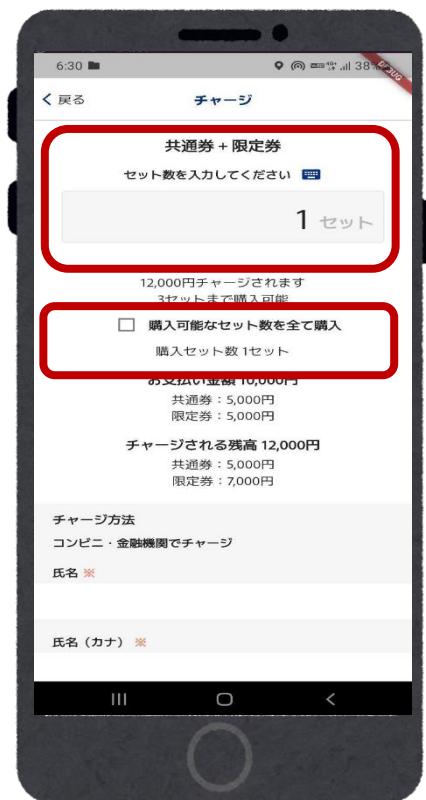 6:30
38
DEBUG
戻る
チャージ
共通券 + 限定券
セット数を入力してください
1 セット
12,000円チャージされます
3セットまで購入可能
購入可能なセット数を全て購入
購入セット数 1セット
お支払い金額 10,000円
共通券：5,000円
限定券：5,000円
チャージされる残高 12,000円
共通券：5,000円
限定券：7,000円
チャージ方法
コンビニ・金融機関でチャージ
氏名 ※
氏名（カナ） ※